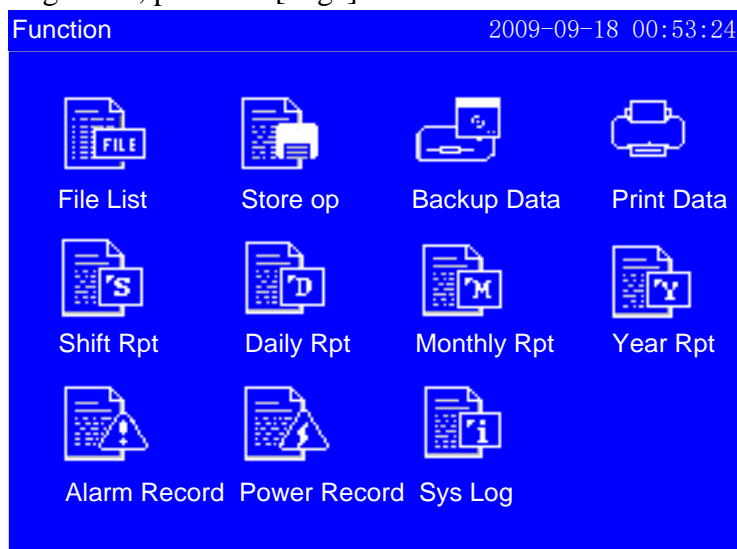 Function 2009-09-18 00:53:24
FILE
File List Store op Backup Data Print Data
S D M Y
Shift Rpt Daily Rpt Monthly Rpt Year Rpt
! i
Alarm Record Power Record Sys Log